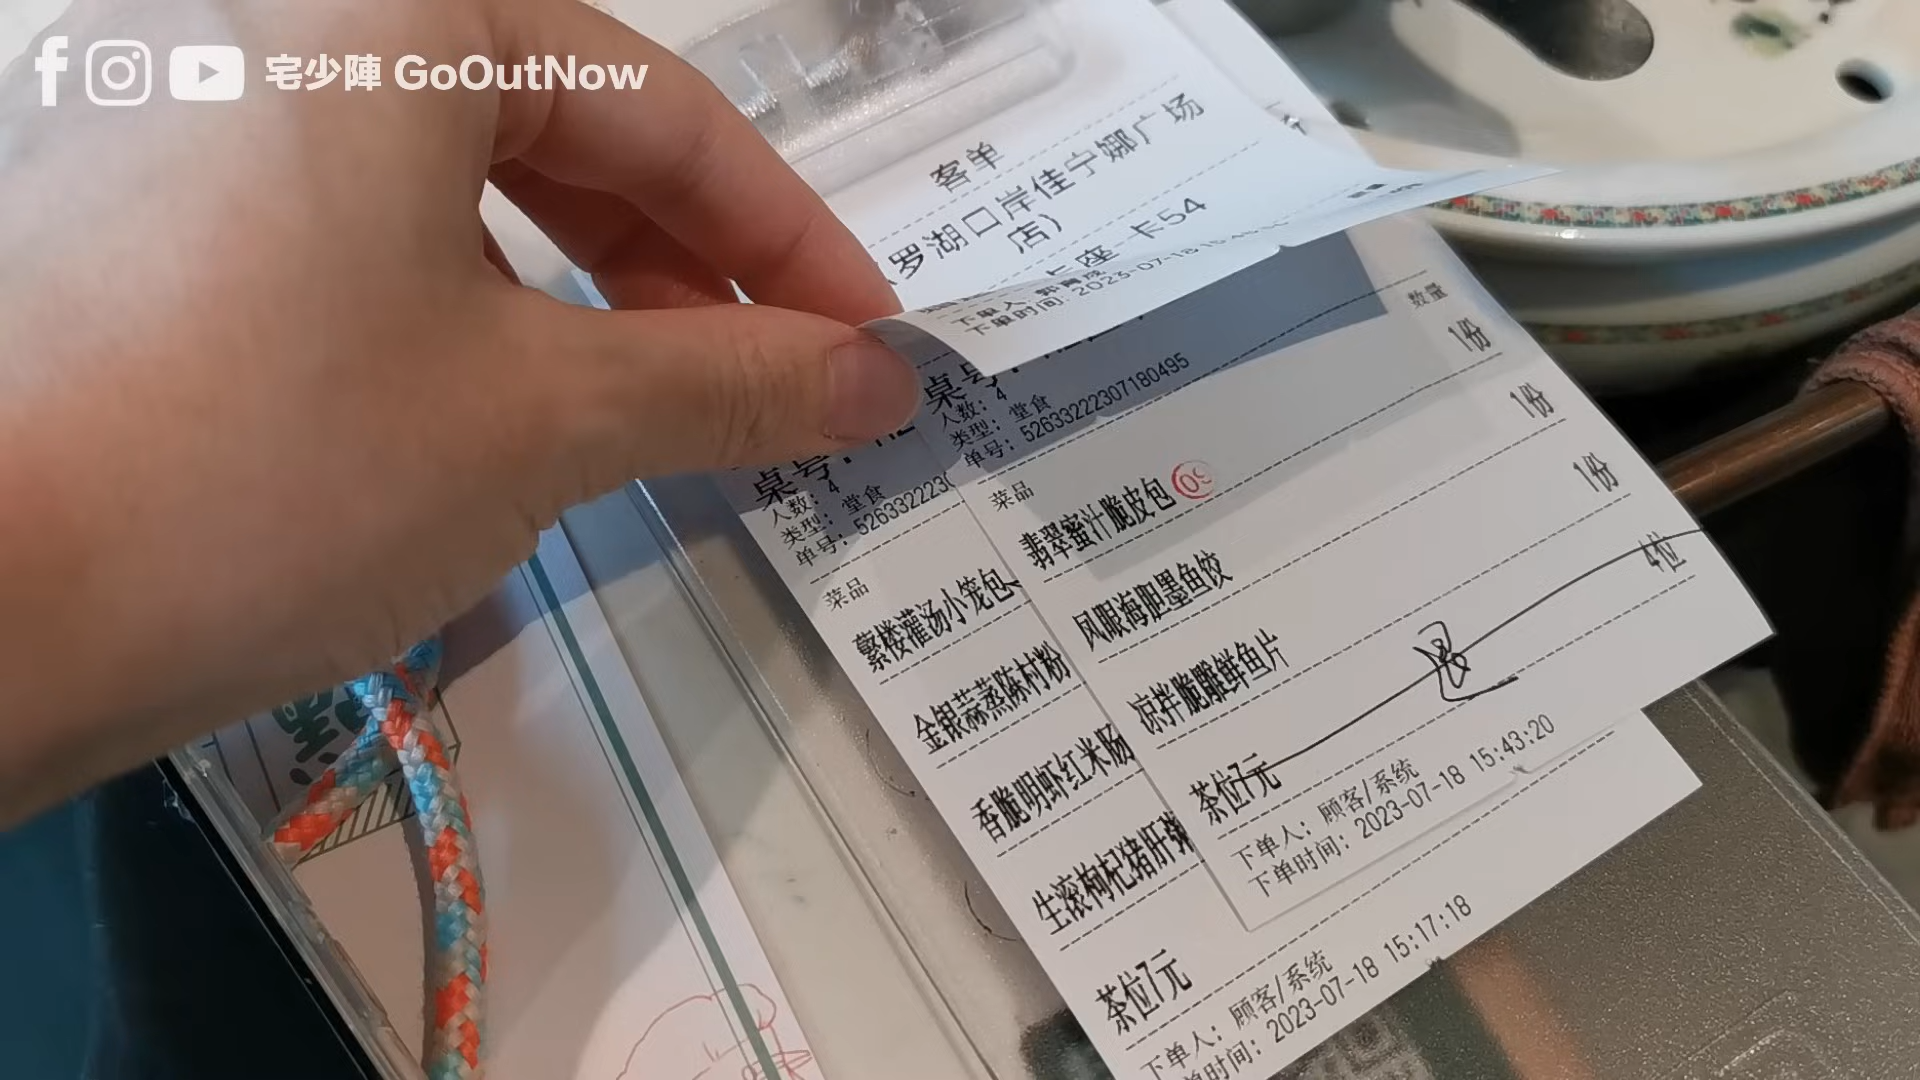 宅少陣 GoOutNow
客单
罗湖口岸佳宁娜广场
店）
卡座 卡54
下单人
下单时间: 2023-07-18
桌号:
人数: 4
类型: 堂食
单号: 52633222307180495
菜品 数量
翡翠蜜汁脆皮包 09 1份
凤眼海胆墨鱼饺 1份
凉拌脆雕鲜鱼片 1份
茶位7元 4位
下单人: 顾客/系统
下单时间: 2023-07-18 15:43:20
桌号:
人数: 4
类型: 堂食
单号: 526332223
菜品
繁楼灌汤小笼包
金银蒜蒸陈村粉
香脆明虾红米肠
生滚枸杞猪肝粥
茶位7元
下单人: 顾客/系统
单时间: 2023-07-18 15:17:18